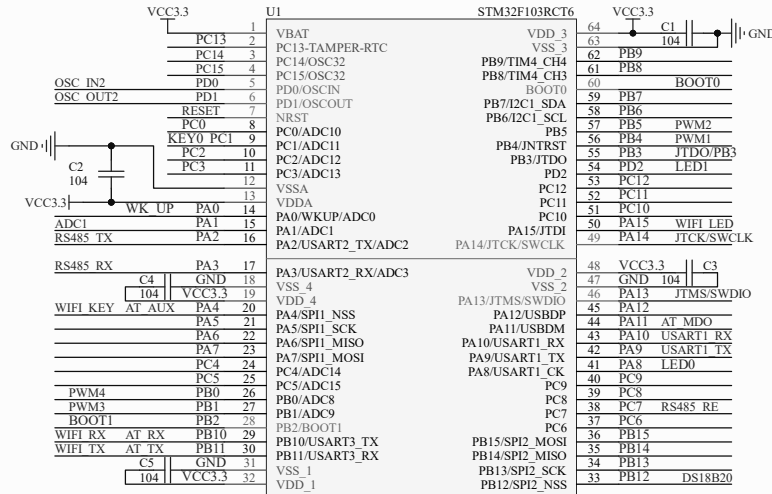 VCC3.3 U1 STM32F103RCT6 VCC3.3
1 VBAT VDD_3 64 C1 GND
PC13 2 PC13-TAMPER-RTC VSS_3 63 104
PC14 3 PC14/OSC32 PB9/TIM4_CH4 62 PB9
PC15 4 PC15/OSC32 PB8/TIM4_CH3 61 PB8
OSC_IN2 PD0 5 PD0/OSCIN BOOT0 60 BOOT0
OSC_OUT2 PD1 6 PD1/OSCOUT PB7/I2C1_SDA 59 PB7
RESET 7 NRST PB6/I2C1_SCL 58 PB6
PC0 8 PC0/ADC10 PB5 57 PB5 PWM2
KEY0 PC1 9 PC1/ADC11 PB4/JNTRST 56 PB4 PWM1
GND PC2 10 PC2/ADC12 PB3/JTDO 55 PB3 JTDO/PB3
C2 PC3 11 PC3/ADC13 PD2 54 PD2 LED1
104 12 VSSA PC12 53 PC12
VCC3.3 13 VDDA PC11 52 PC11
WK_UP PA0 14 PA0/WKUP/ADC0 PC10 51 PC10
ADC1 PA1 15 PA1/ADC1 PA15/JTDI 50 PA15 WIFI_LED
RS485_TX PA2 16 PA2/USART2_TX/ADC2 PA14/JTCK/SWCLK 49 PA14 JTCK/SWCLK
RS485_RX PA3 17 PA3/USART2_RX/ADC3 VDD_2 48 VCC3.3 C3
C4 GND 18 VSS_4 VSS_2 47 GND 104
104 VCC3.3 19 VDD_4 PA13/JTMS/SWDIO 46 PA13 JTMS/SWDIO
WIFI_KEY AT_AUX PA4 20 PA4/SPI1_NSS PA12/USBDP 45 PA12
PA5 21 PA5/SPI1_SCK PA11/USBDM 44 PA11 AT_MDO
PA6 22 PA6/SPI1_MISO PA10/USART1_RX 43 PA10 USART1_RX
PA7 23 PA7/SPI1_MOSI PA9/USART1_TX 42 PA9 USART1_TX
PC4 24 PC4/ADC14 PA8/USART1_CK 41 PA8 LED0
PC5 25 PC5/ADC15 PC9 40 PC9
PWM4 PB0 26 PB0/ADC8 PC8 39 PC8
PWM3 PB1 27 PB1/ADC9 PC7 38 PC7 RS485_RE
BOOT1 PB2 28 PB2/BOOT1 PC6 37 PC6
WIFI_RX AT_RX PB10 29 PB10/USART3_TX PB15/SPI2_MOSI 36 PB15
WIFI_TX AT_TX PB11 30 PB11/USART3_RX PB14/SPI2_MISO 35 PB14
C5 GND 31 VSS_1 PB13/SPI2_SCK 34 PB13
104 VCC3.3 32 VDD_1 PB12/SPI2_NSS 33 PB12 DS18B20